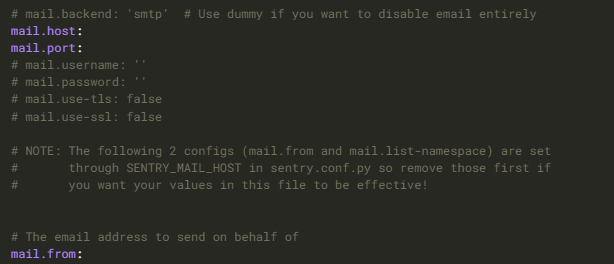 # mail.backend: 'smtp'  # Use dummy if you want to disable email entirely
mail.host:
mail.port:
# mail.username: ''
# mail.password: ''
# mail.use-tls: false
# mail.use-ssl: false
# NOTE: The following 2 configs (mail.from and mail.list-namespace) are set
#       through SENTRY_MAIL_HOST in sentry.conf.py so remove those first if
#       you want your values in this file to be effective!
# The email address to send on behalf of
mail.from: